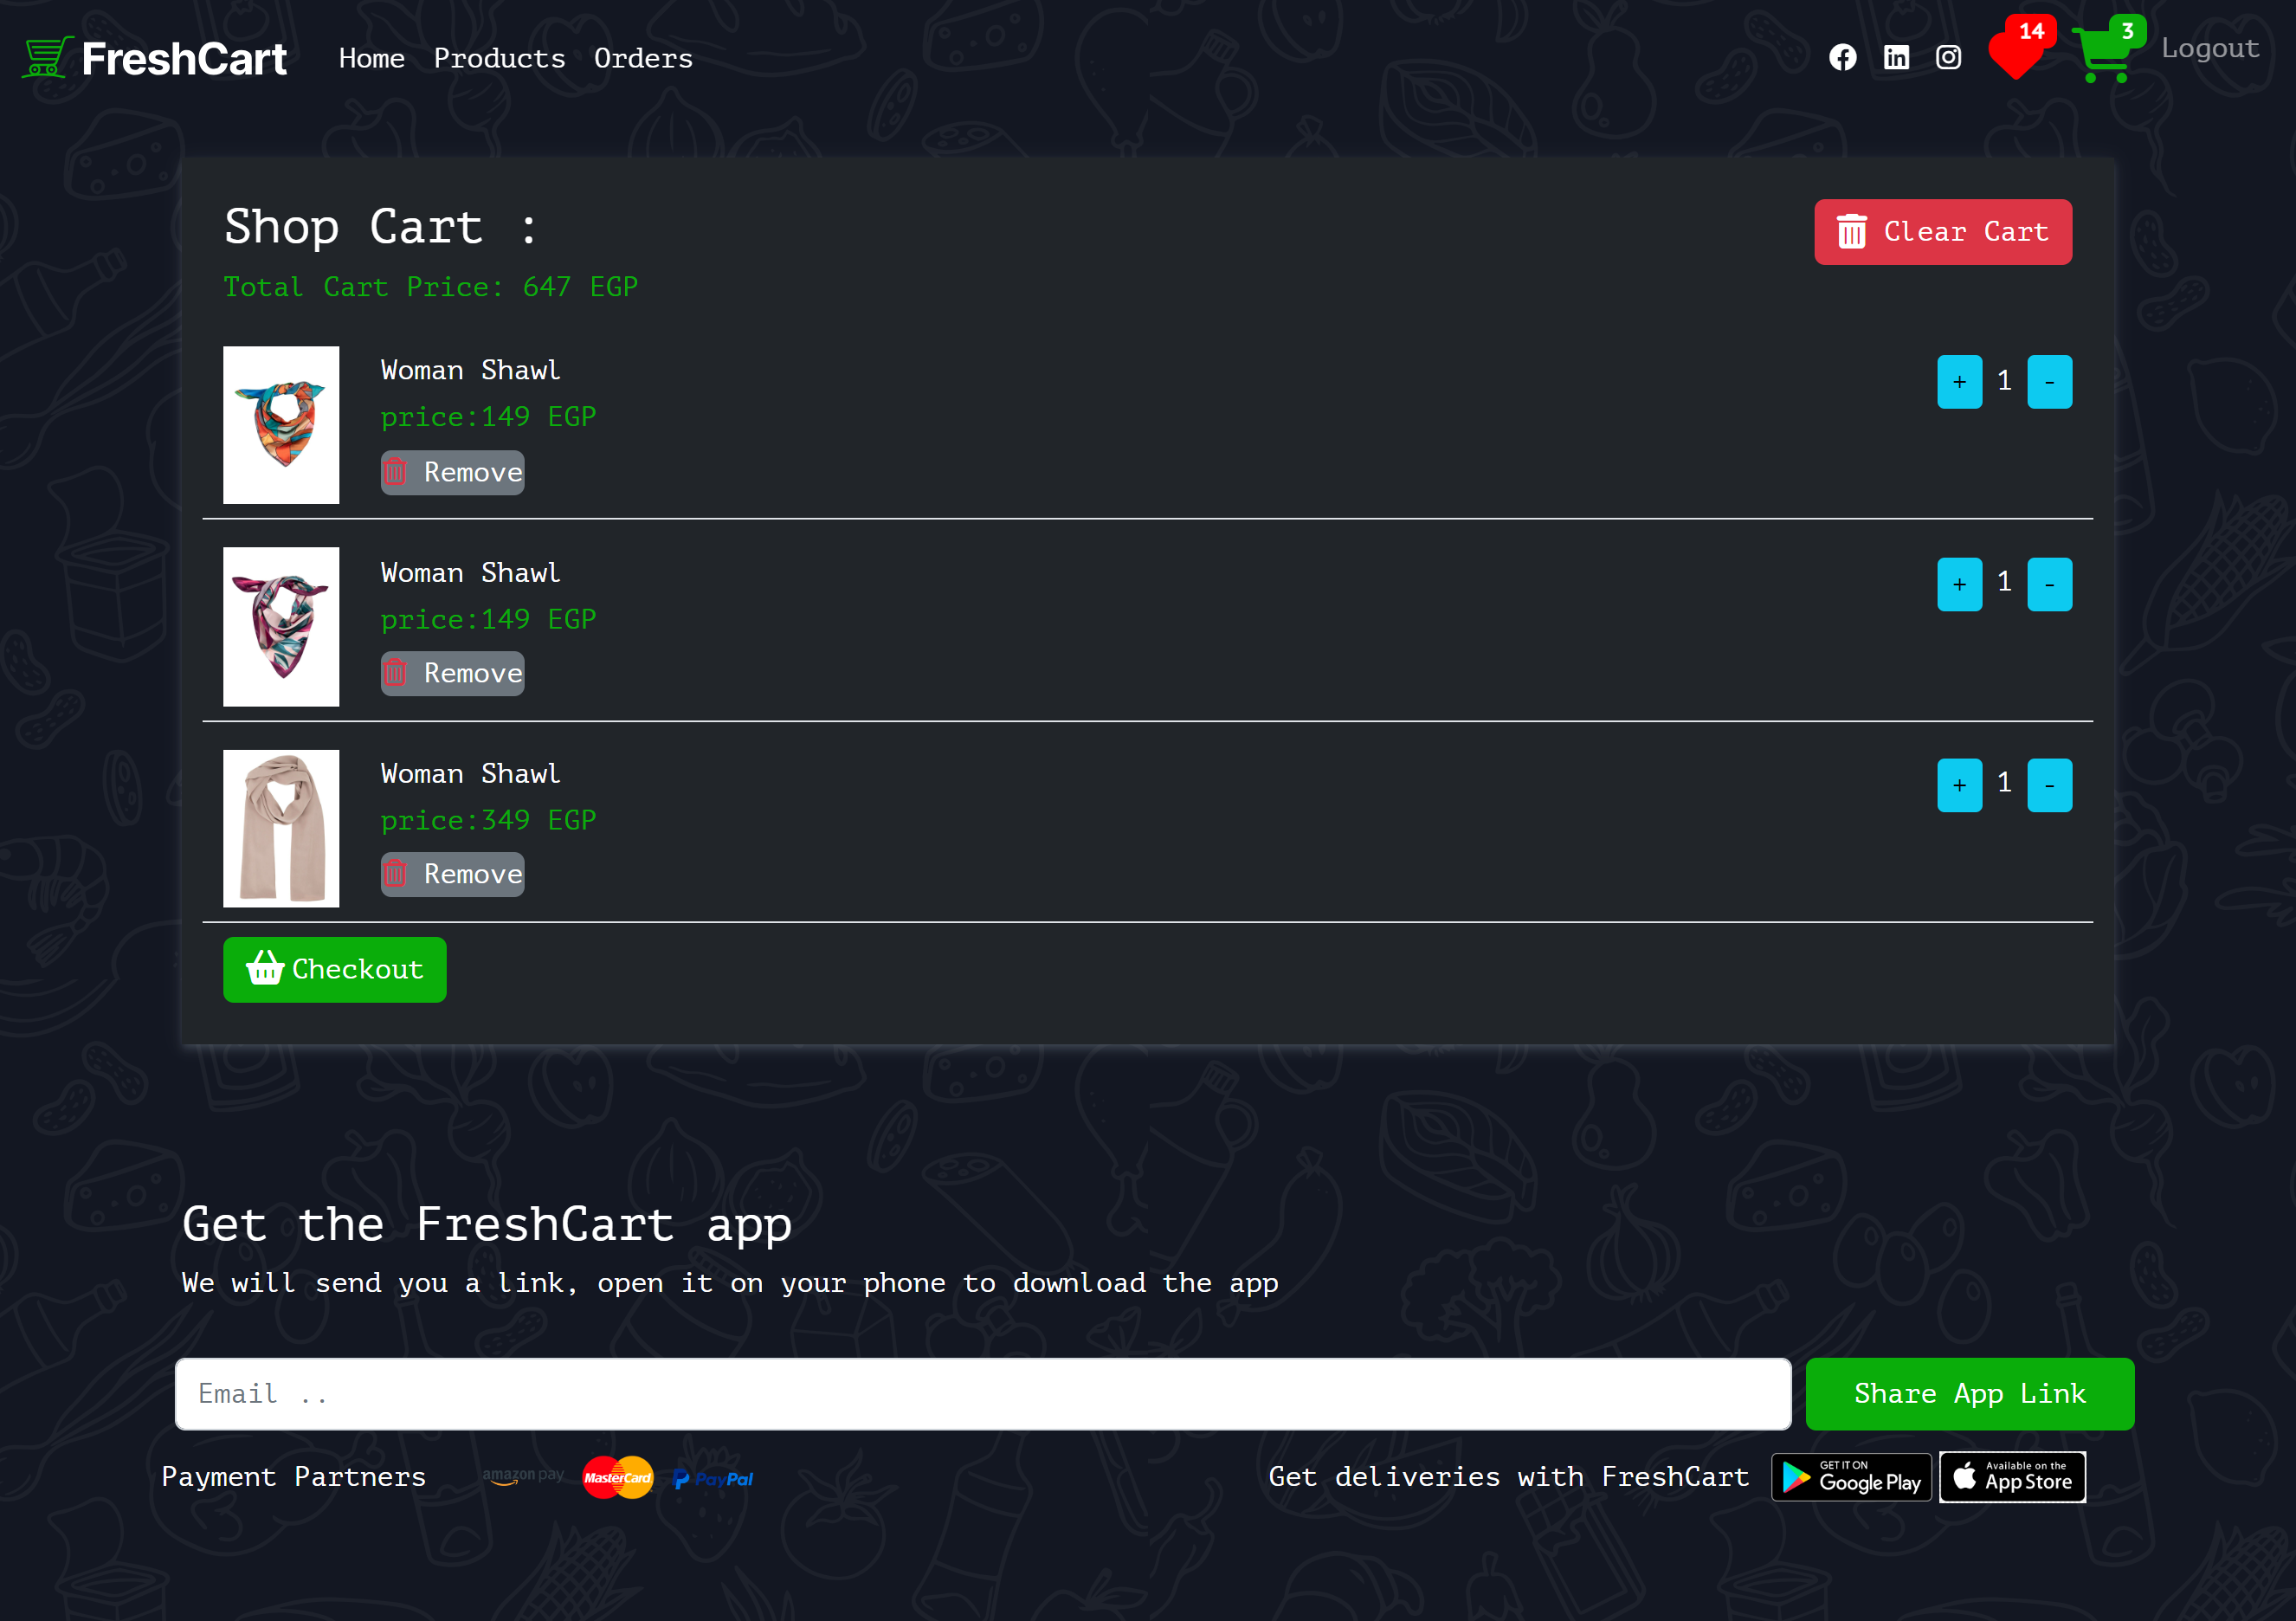 FreshCart
Home Products Orders
14
3
Logout
Shop Cart :
Clear Cart
Total Cart Price: 647 EGP
Woman Shawl
+ 1 -
price:149 EGP
Remove
Woman Shawl
+ 1 -
price:149 EGP
Remove
Woman Shawl
+ 1 -
price:349 EGP
Remove
Checkout
Get the FreshCart app
We will send you a link, open it on your phone to download the app
Email ..
Share App Link
Payment Partners
amazon pay
MasterCard
PayPal
Get deliveries with FreshCart
GET IT ON
Google Play
Available on the
App Store